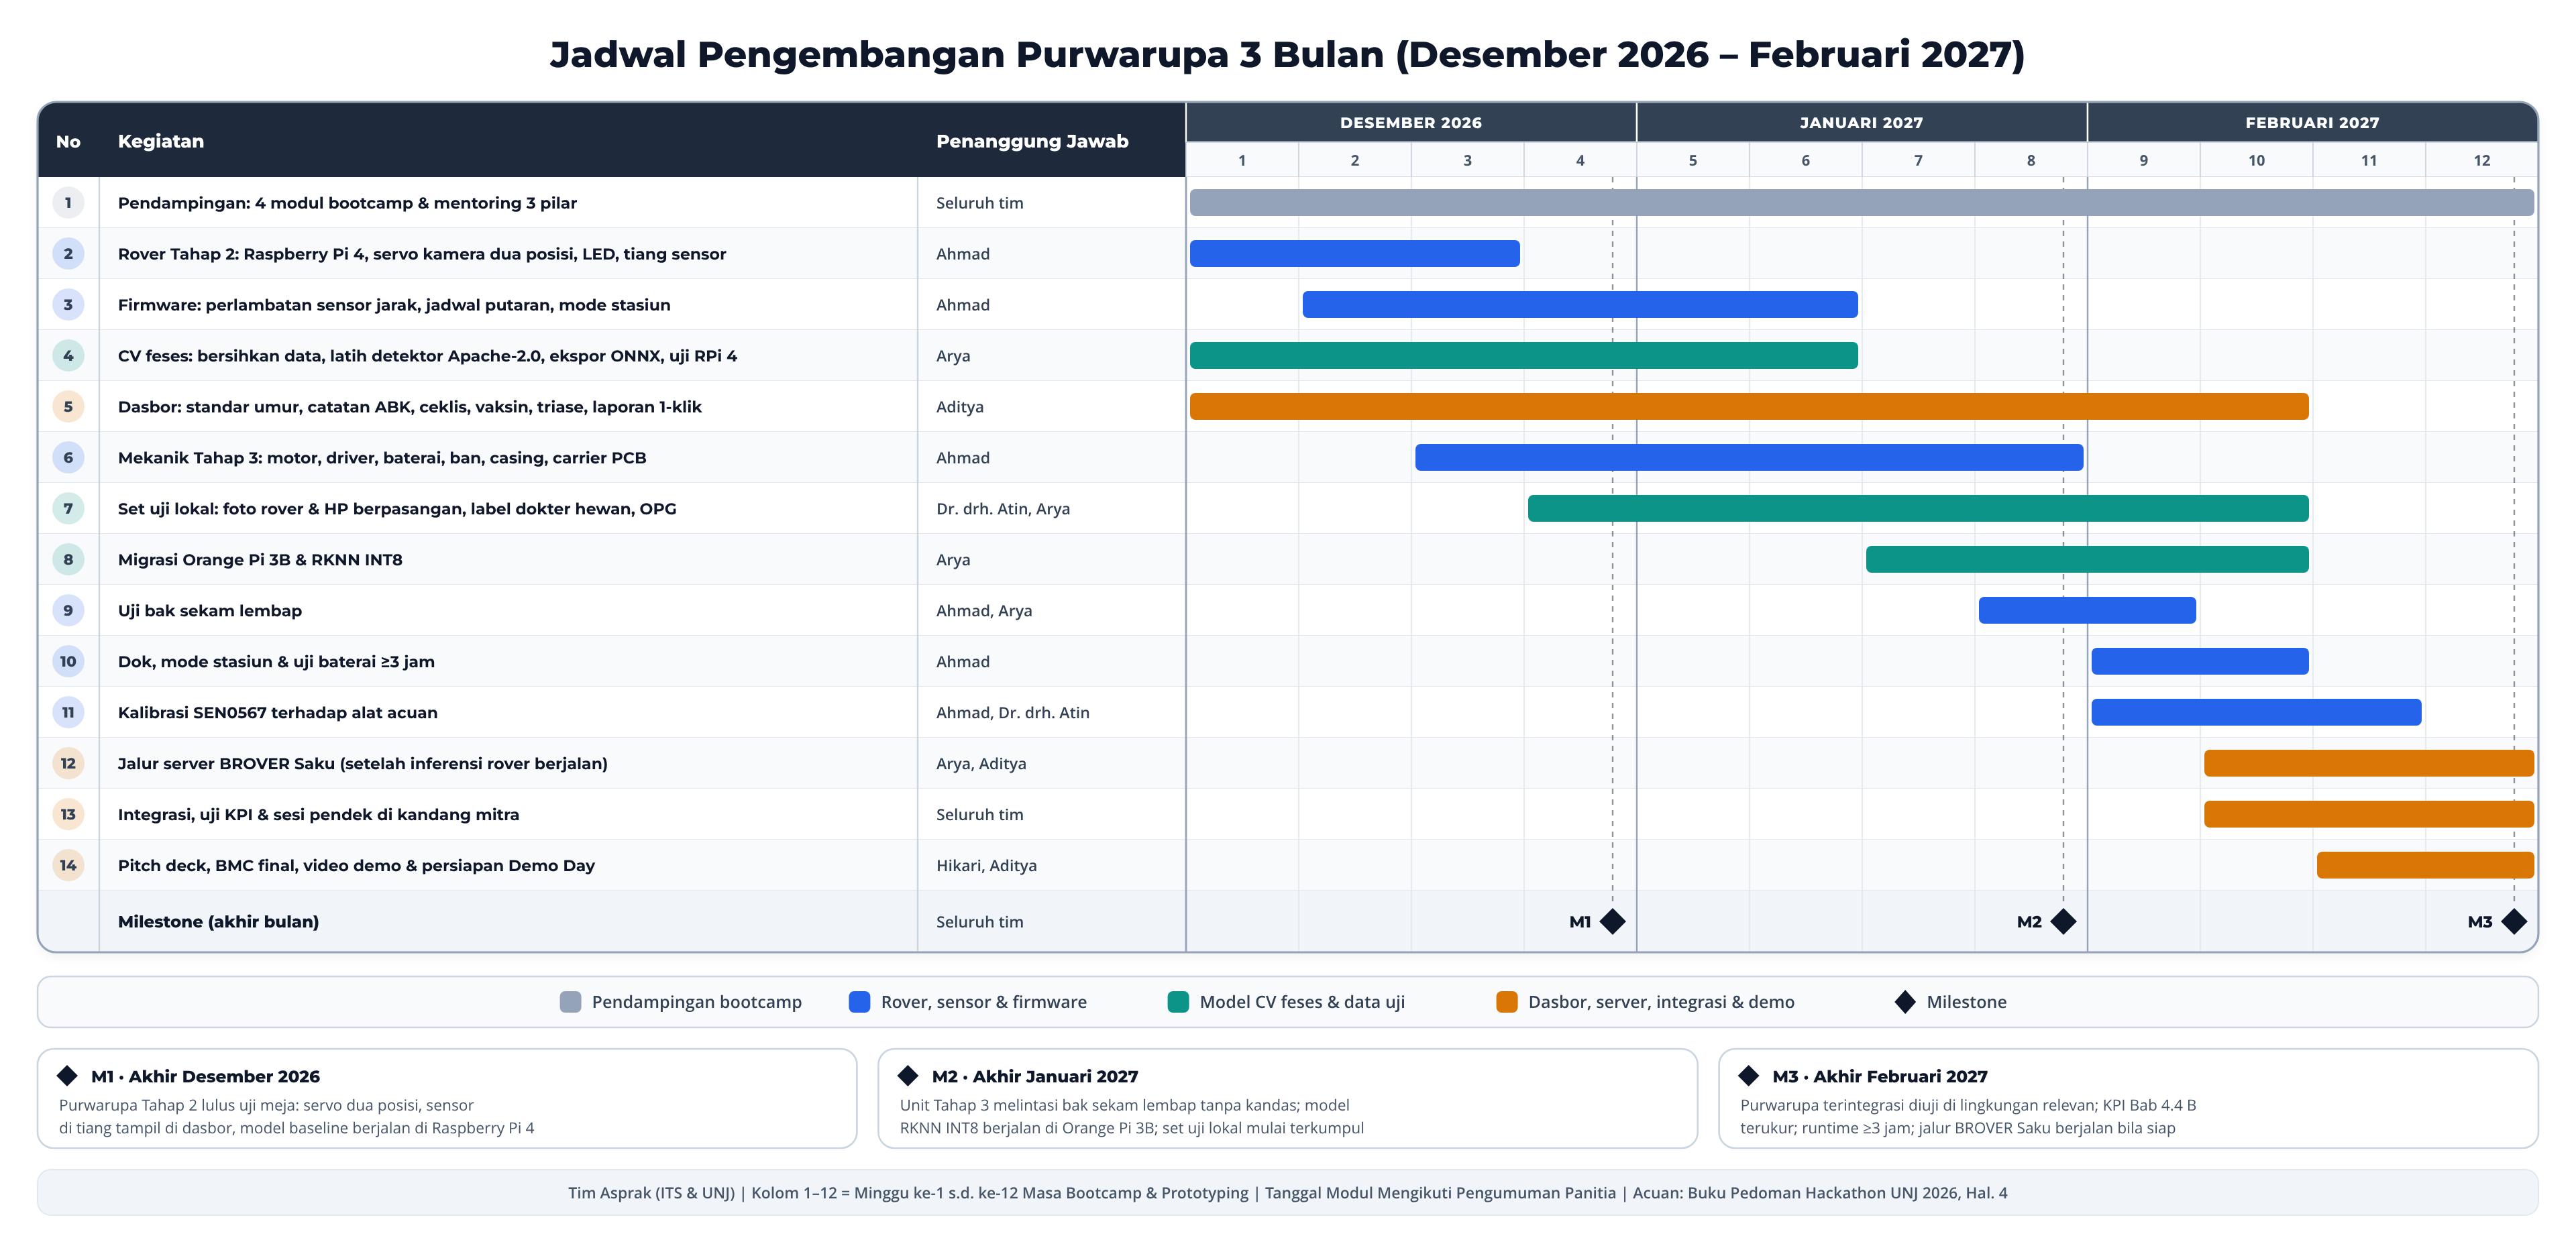 Jadwal Pengembangan Purwarupa 3 Bulan (Desember 2026 – Februari 2027)
No Kegiatan Penanggung Jawab DESEMBER 2026 JANUARI 2027 FEBRUARI 2027
1 2 3 4 5 6 7 8 9 10 11 12
1 Pendampingan: 4 modul bootcamp & mentoring 3 pilar Seluruh tim
2 Rover Tahap 2: Raspberry Pi 4, servo kamera dua posisi, LED, tiang sensor Ahmad
3 Firmware: perlambatan sensor jarak, jadwal putaran, mode stasiun Ahmad
4 CV feses: bersihkan data, latih detektor Apache-2.0, ekspor ONNX, uji RPi 4 Arya
5 Dasbor: standar umur, catatan ABK, ceklis, vaksin, triase, laporan 1-klik Aditya
6 Mekanik Tahap 3: motor, driver, baterai, ban, casing, carrier PCB Ahmad
7 Set uji lokal: foto rover & HP berpasangan, label dokter hewan, OPG Dr. drh. Atin, Arya
8 Migrasi Orange Pi 3B & RKNN INT8 Arya
9 Uji bak sekam lembap Ahmad, Arya
10 Dok, mode stasiun & uji baterai ≥3 jam Ahmad
11 Kalibrasi SEN0567 terhadap alat acuan Ahmad, Dr. drh. Atin
12 Jalur server BROVER Saku (setelah inferensi rover berjalan) Arya, Aditya
13 Integrasi, uji KPI & sesi pendek di kandang mitra Seluruh tim
14 Pitch deck, BMC final, video demo & persiapan Demo Day Hikari, Aditya
Milestone (akhir bulan) Seluruh tim M1 M2 M3
Pendampingan bootcamp Rover, sensor & firmware Model CV feses & data uji Dasbor, server, integrasi & demo Milestone
M1 · Akhir Desember 2026
Purwarupa Tahap 2 lulus uji meja: servo dua posisi, sensor
di tiang tampil di dasbor, model baseline berjalan di Raspberry Pi 4
M2 · Akhir Januari 2027
Unit Tahap 3 melintasi bak sekam lembap tanpa kandas; model
RKNN INT8 berjalan di Orange Pi 3B; set uji lokal mulai terkumpul
M3 · Akhir Februari 2027
Purwarupa terintegrasi diuji di lingkungan relevan; KPI Bab 4.4 B
terukur; runtime ≥3 jam; jalur BROVER Saku berjalan bila siap
Tim Asprak (ITS & UNJ) | Kolom 1–12 = Minggu ke-1 s.d. ke-12 Masa Bootcamp & Prototyping | Tanggal Modul Mengikuti Pengumuman Panitia | Acuan: Buku Pedoman Hackathon UNJ 2026, Hal. 4